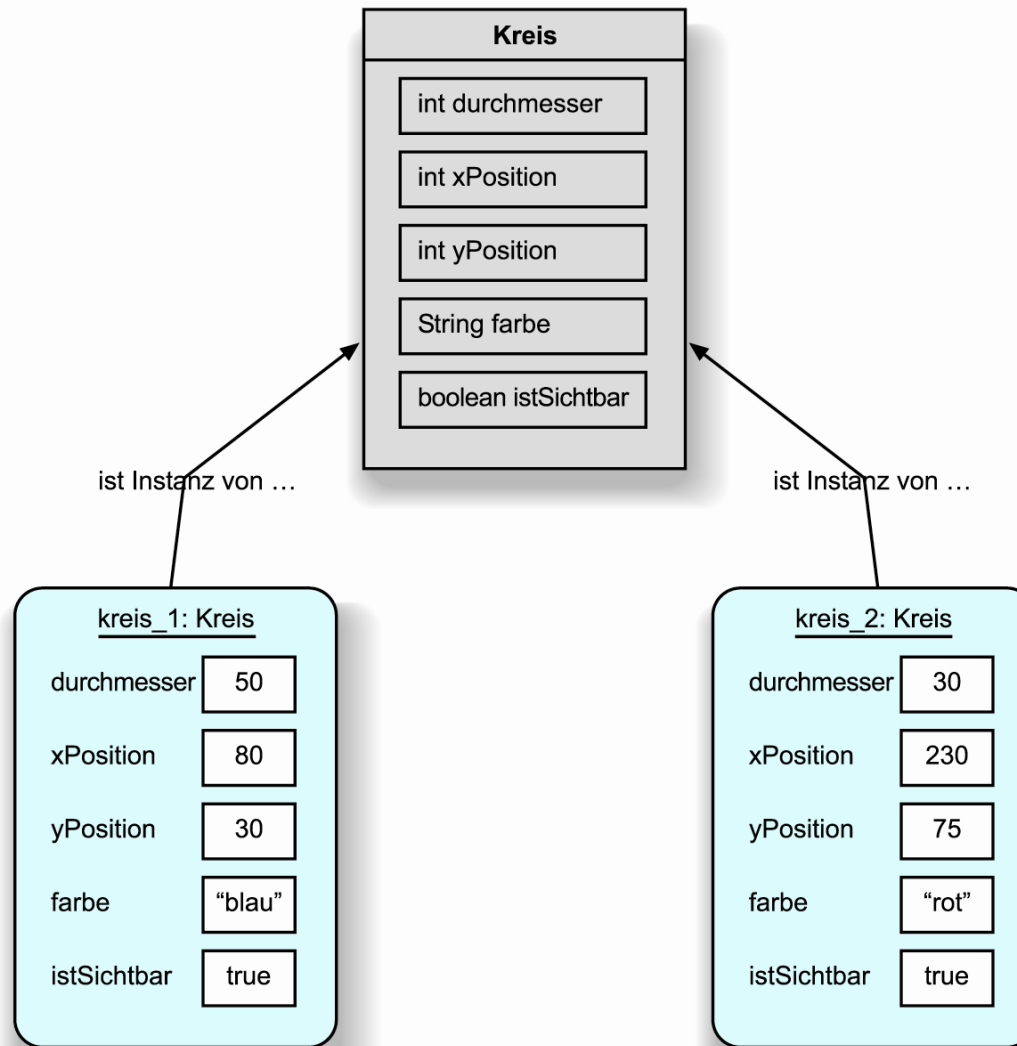 Kreis
int durchmesser
int xPosition
int yPosition
String farbe
boolean istSichtbar
ist Instanz von …
ist Instanz von …
kreis_1: Kreis
durchmesser 50
xPosition 80
yPosition 30
farbe “blau”
istSichtbar true
kreis_2: Kreis
durchmesser 30
xPosition 230
yPosition 75
farbe “rot”
istSichtbar true